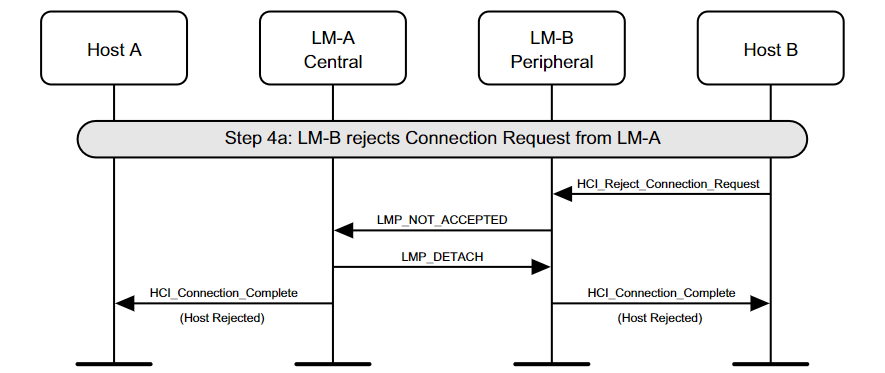 Host A
LM-A
Central
LM-B
Peripheral
Host B
Step 4a: LM-B rejects Connection Request from LM-A
HCI_Reject_Connection_Request
LMP_NOT_ACCEPTED
LMP_DETACH
HCI_Connection_Complete
(Host Rejected)
HCI_Connection_Complete
(Host Rejected)